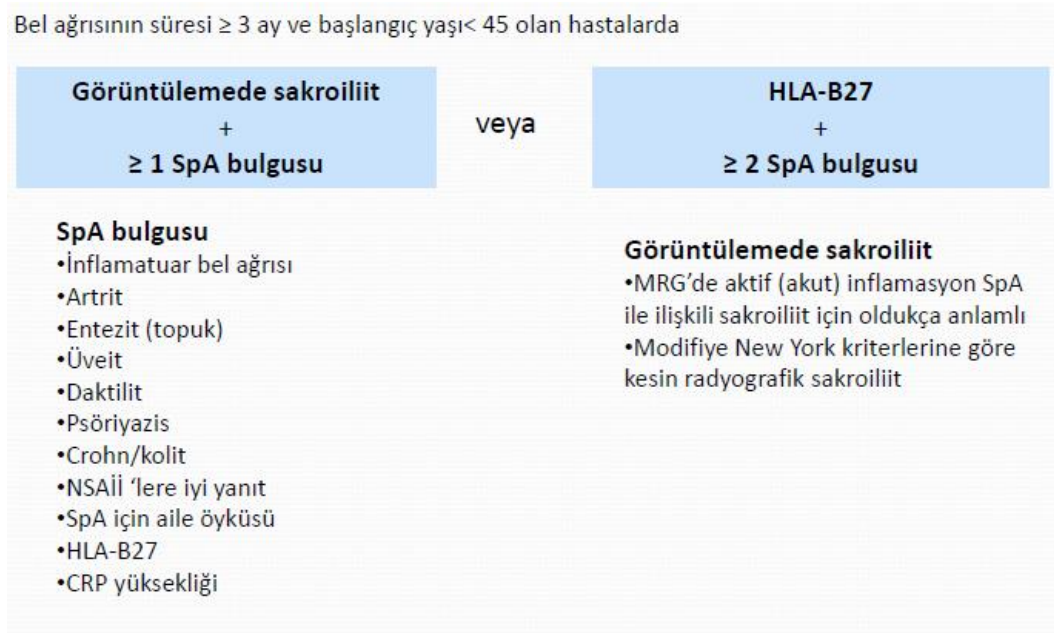 Bel ağrısının süresi ≥ 3 ay ve başlangıç yaşı< 45 olan hastalarda
Görüntülemede sakroiliit
+
≥ 1 SpA bulgusu
veya
HLA-B27
+
≥ 2 SpA bulgusu
SpA bulgusu
•İnflamatuar bel ağrısı
•Artrit
•Entezit (topuk)
•Üveit
•Daktilit
•Psöriyazis
•Crohn/kolit
•NSAİİ ‘lere iyi yanıt
•SpA için aile öyküsü
•HLA-B27
•CRP yüksekliği
Görüntülemede sakroiliit
•MRG’de aktif (akut) inflamasyon SpA
ile ilişkili sakroiliit için oldukça anlamlı
•Modifiye New York kriterlerine göre
kesin radyografik sakroiliit